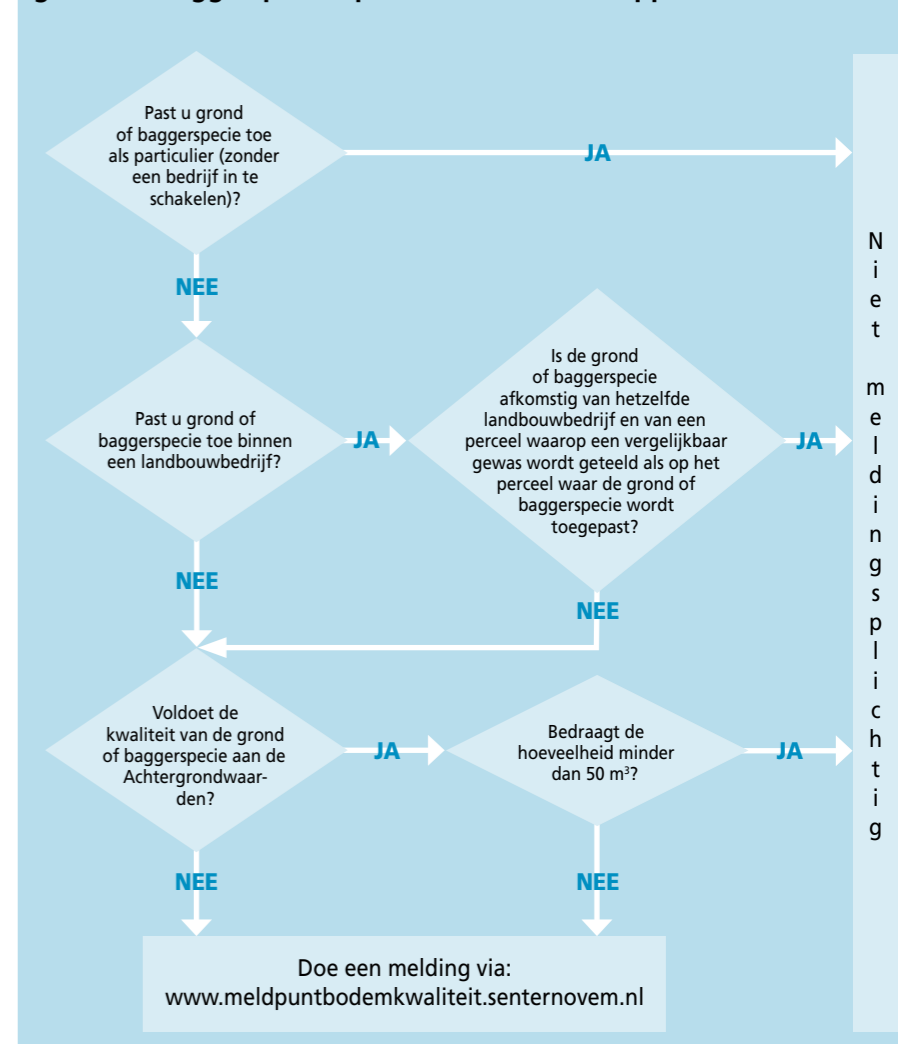 Past u grond
of baggerspecie toe
als particulier (zonder
een bedrijf in te
schakelen)?
JA
NEE
Past u grond of
baggerspecie toe binnen
een landbouwbedrijf?
JA
Is de grond
of baggerspecie
afkomstig van hetzelfde
landbouwbedrijf en van een
perceel waarop een vergelijkbaar
gewas wordt geteeld als op het
perceel waar de grond of
baggerspecie wordt
toegepast?
JA
NEE
NEE
Voldoet de
kwaliteit van de grond
of baggerspecie aan de
Achtergrondwaar-
den?
JA
Bedraagt de
hoeveelheid minder
dan 50 m³?
JA
NEE
NEE
Doe een melding via:
www.meldpuntbodemkwaliteit.senternovem.nl
Niet meldingsplichtig